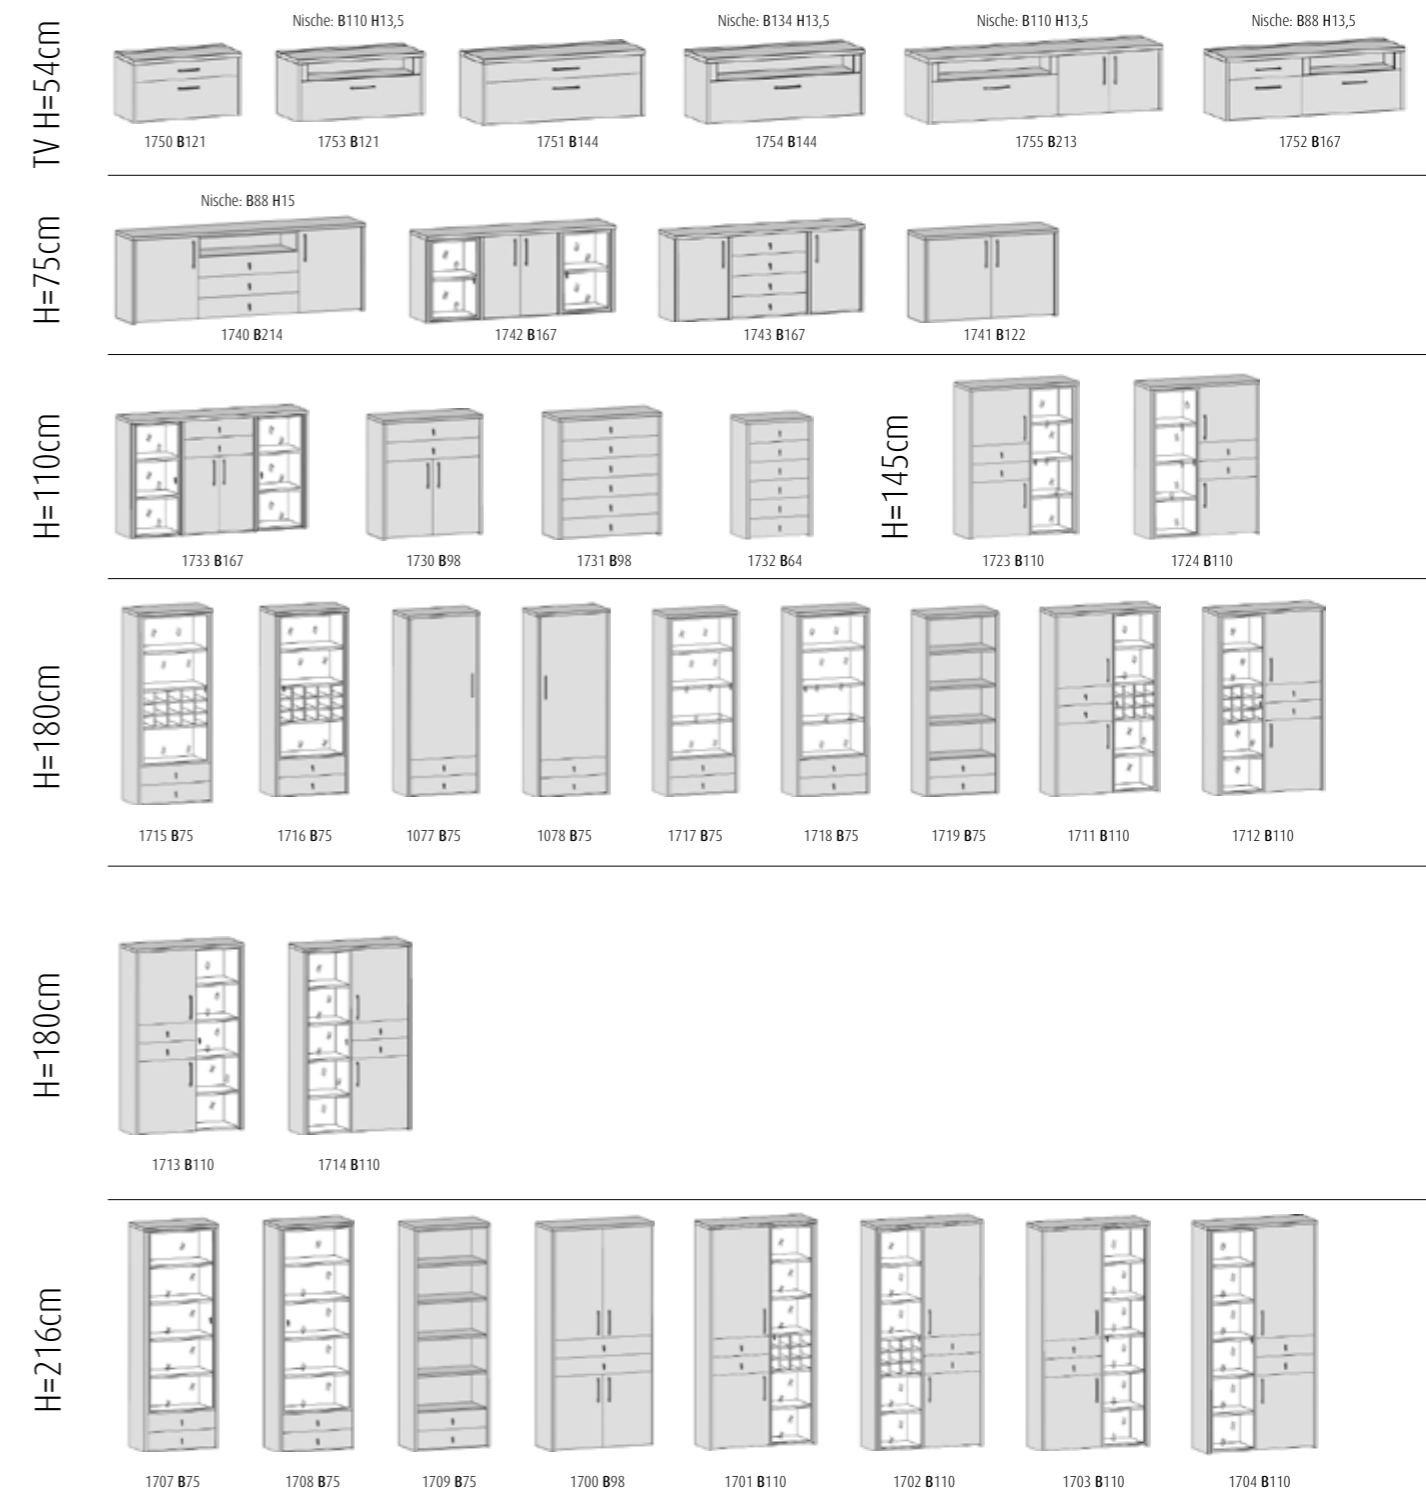 TV H=54cm
Nische: B110 H13,5
Nische: B134 H13,5
Nische: B110 H13,5
Nische: B88 H13,5
1750 B121
1753 B121
1751 B144
1754 B144
1755 B213
1752 B167
H=75cm
Nische: B88 H15
1740 B214
1742 B167
1743 B167
1741 B122
H=110cm
H=145cm
1733 B167
1730 B98
1731 B98
1732 B64
1723 B110
1724 B110
H=180cm
1715 B75
1716 B75
1077 B75
1078 B75
1717 B75
1718 B75
1719 B75
1711 B110
1712 B110
H=180cm
1713 B110
1714 B110
H=216cm
1707 B75
1708 B75
1709 B75
1700 B98
1701 B110
1702 B110
1703 B110
1704 B110